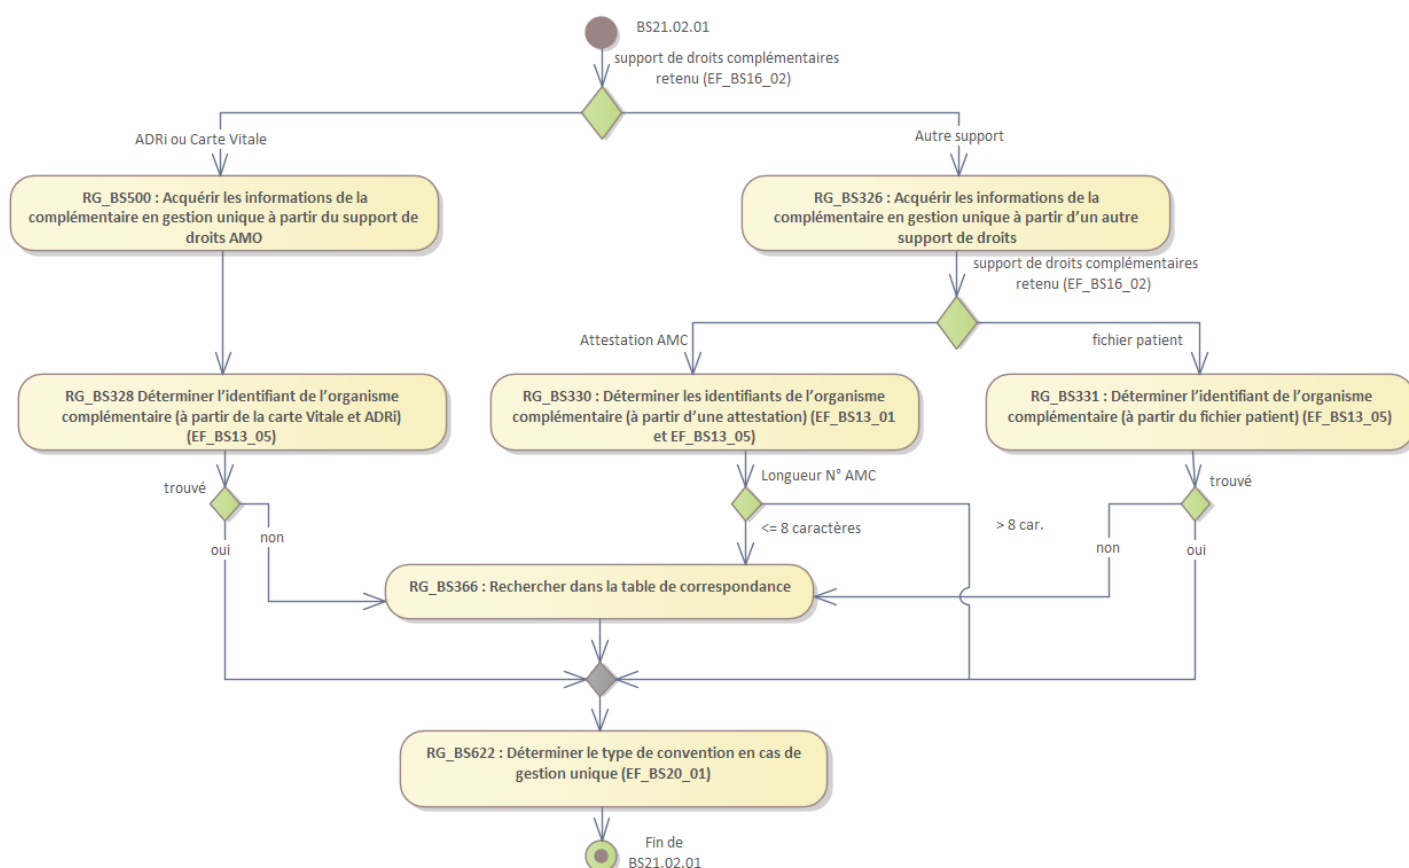 BS21.02.01
support de droits complémentaires
retenu (EF_BS16_02)
ADRi ou Carte Vitale
Autre support
RG_BS500 : Acquérir les informations de la
complémentaire en gestion unique à partir du support de
droits AMO
RG_BS326 : Acquérir les informations de la
complémentaire en gestion unique à partir d'un autre
support de droits
support de droits complémentaires
retenu (EF_BS16_02)
Attestation AMC
fichier patient
RG_BS328 Déterminer l'identifiant de l'organisme
complémentaire (à partir de la carte Vitale et ADRi)
(EF_BS13_05)
RG_BS330 : Déterminer les identifiants de l'organisme
complémentaire (à partir d'une attestation) (EF_BS13_01
et EF_BS13_05)
RG_BS331 : Déterminer l'identifiant de l'organisme
complémentaire (à partir du fichier patient) (EF_BS13_05)
trouvé
Longueur N° AMC
trouvé
oui
non
<= 8 caractères
> 8 car.
non
oui
RG_BS366 : Rechercher dans la table de correspondance
RG_BS622 : Déterminer le type de convention en cas de
gestion unique (EF_BS20_01)
Fin de
BS21.02.01